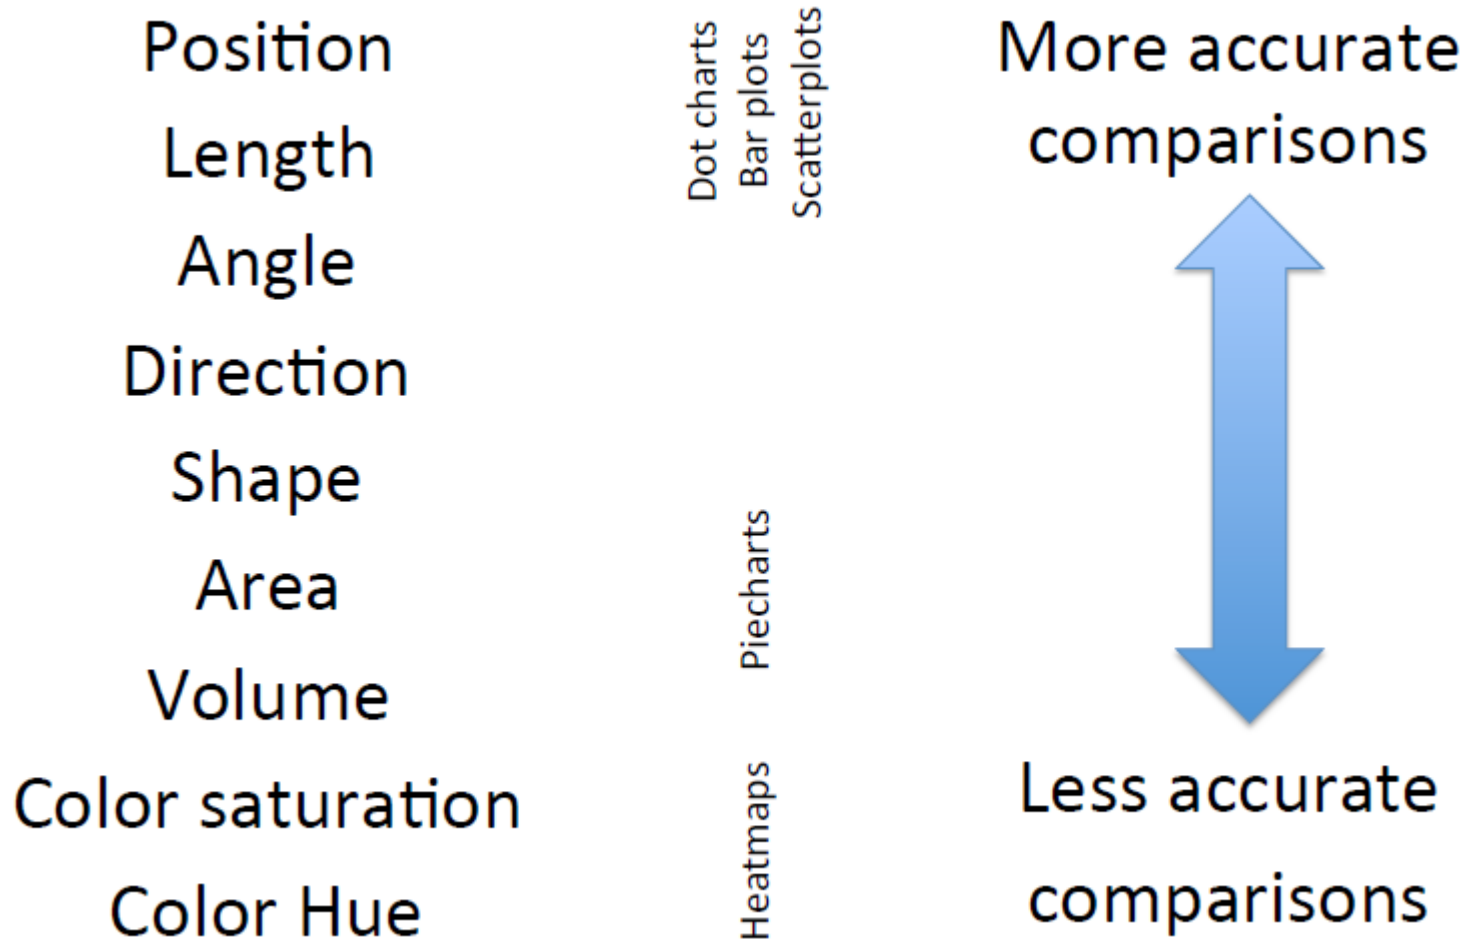 Position
Length
Angle
Direction
Shape
Area
Volume
Color saturation
Color Hue
Dot charts
Bar plots
Scatterplots
Piecharts
Heatmaps
More accurate
comparisons
Less accurate
comparisons